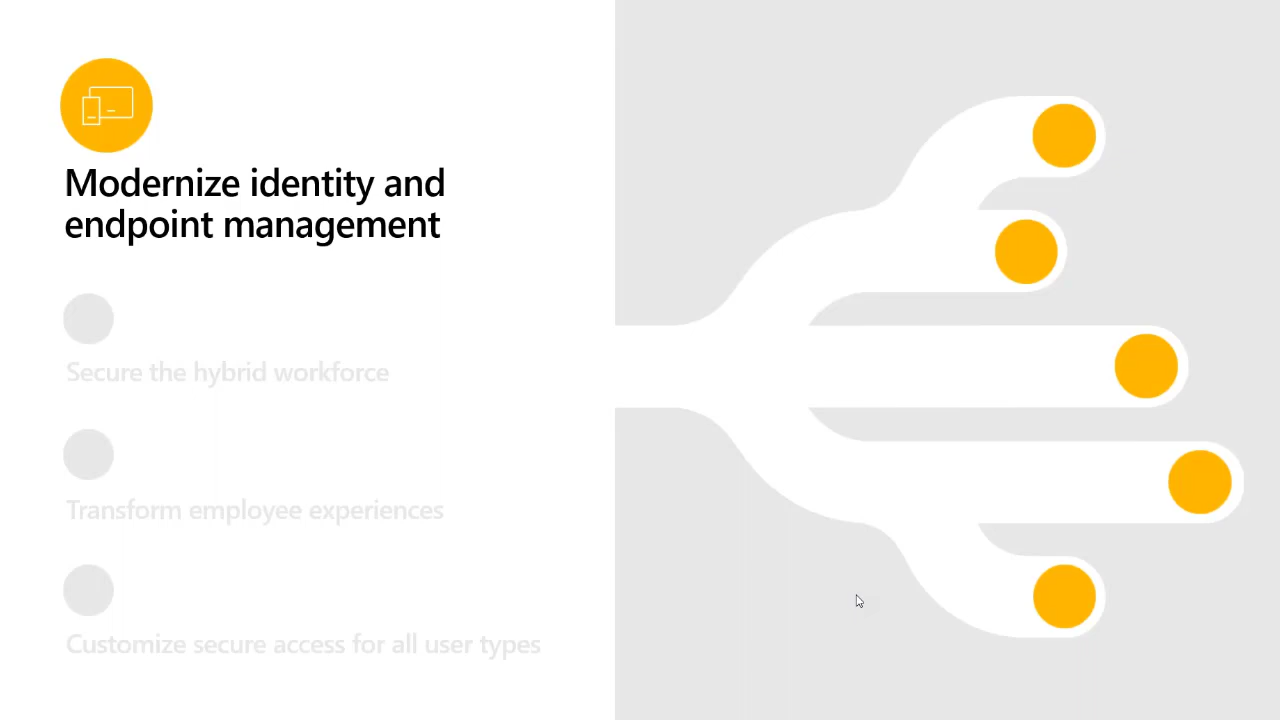 Modernize identity and
endpoint management
Secure the hybrid workforce
Transform employee experiences
Customize secure access for all user types